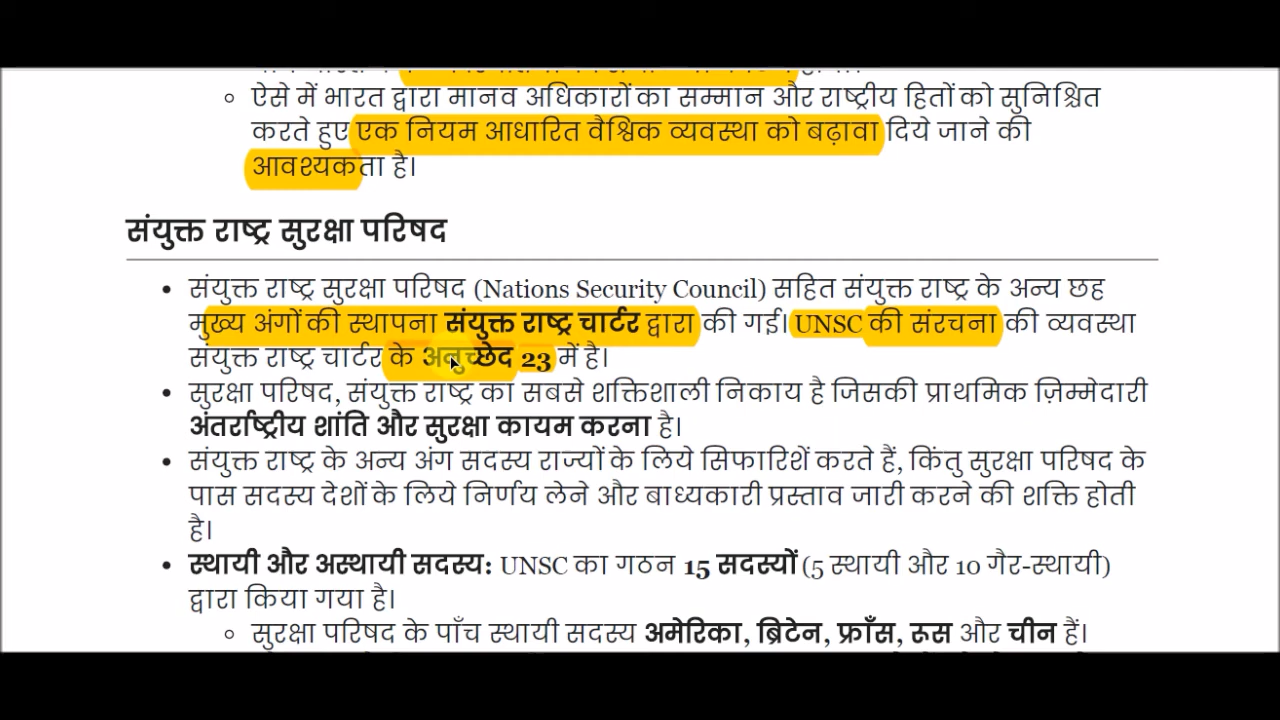 ऐसे में भारत द्वारा मानव अधिकारों का सम्मान और राष्ट्रीय हितों को सुनिश्चित
करते हुए एक नियम आधारित वैश्विक व्यवस्था को बढ़ावा दिये जाने की
आवश्यकता है।
संयुक्त राष्ट्र सुरक्षा परिषद
संयुक्त राष्ट्र सुरक्षा परिषद (Nations Security Council) सहित संयुक्त राष्ट्र के अन्य छह
मुख्य अंगों की स्थापना संयुक्त राष्ट्र चार्टर द्वारा की गई। UNSC की संरचना की व्यवस्था
संयुक्त राष्ट्र चार्टर के अनुच्छेद 23 में है।
सुरक्षा परिषद, संयुक्त राष्ट्र का सबसे शक्तिशाली निकाय है जिसकी प्राथमिक ज़िम्मेदारी
अंतर्राष्ट्रीय शांति और सुरक्षा कायम करना है।
संयुक्त राष्ट्र के अन्य अंग सदस्य राज्यों के लिये सिफारिशें करते हैं, किंतु सुरक्षा परिषद के
पास सदस्य देशों के लिये निर्णय लेने और बाध्यकारी प्रस्ताव जारी करने की शक्ति होती
है।
स्थायी और अस्थायी सदस्य: UNSC का गठन 15 सदस्यों (5 स्थायी और 10 गैर-स्थायी)
द्वारा किया गया है।
सुरक्षा परिषद के पाँच स्थायी सदस्य अमेरिका, ब्रिटेन, फ्राँस, रूस और चीन हैं।